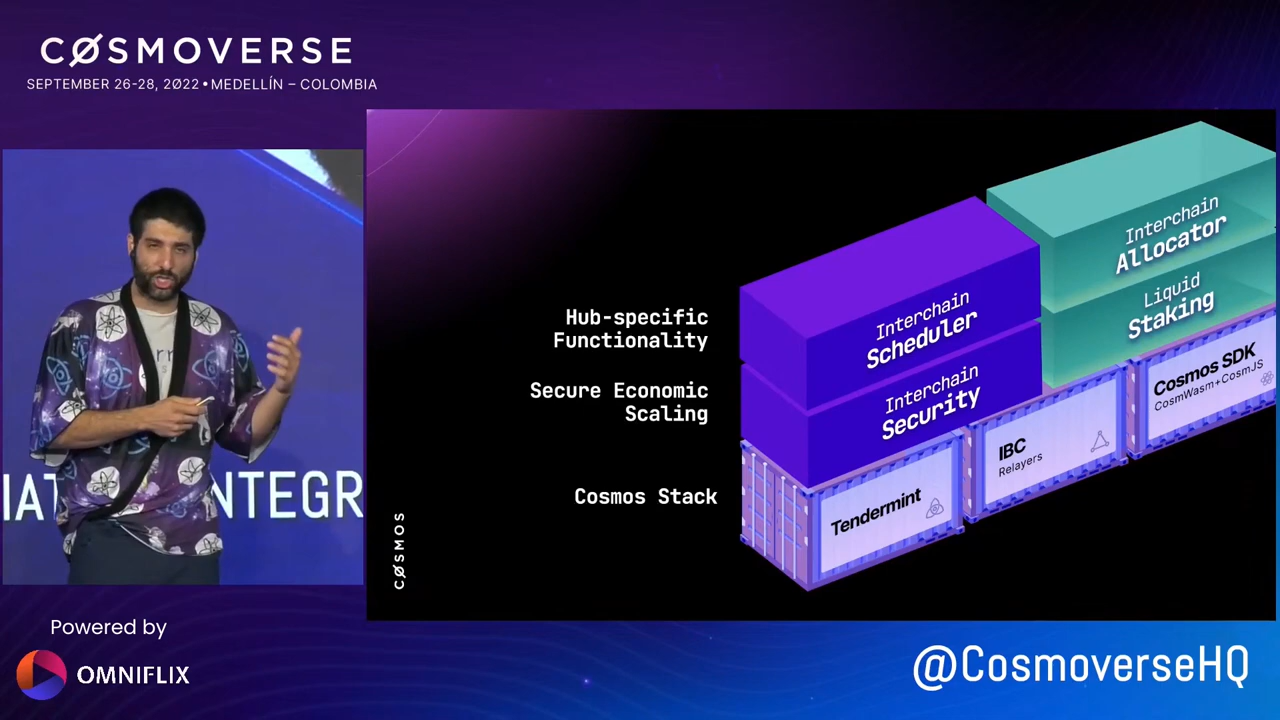 CØSMOVERSE
SEPTEMBER 26-28, 2022 • MEDELLÍN – COLOMBIA
Hub-specific
Functionality
Secure Economic
Scaling
Cosmos Stack
CØSMOS
Interchain
Scheduler
Interchain
Security
Interchain
Allocator
Liquid
Staking
Tendermint
IBC
Relayers
Cosmos SDK
CosmWasm+CosmJS
IAT
NTEGR
Powered by
OMNIFLIX
@CosmoverseHQ